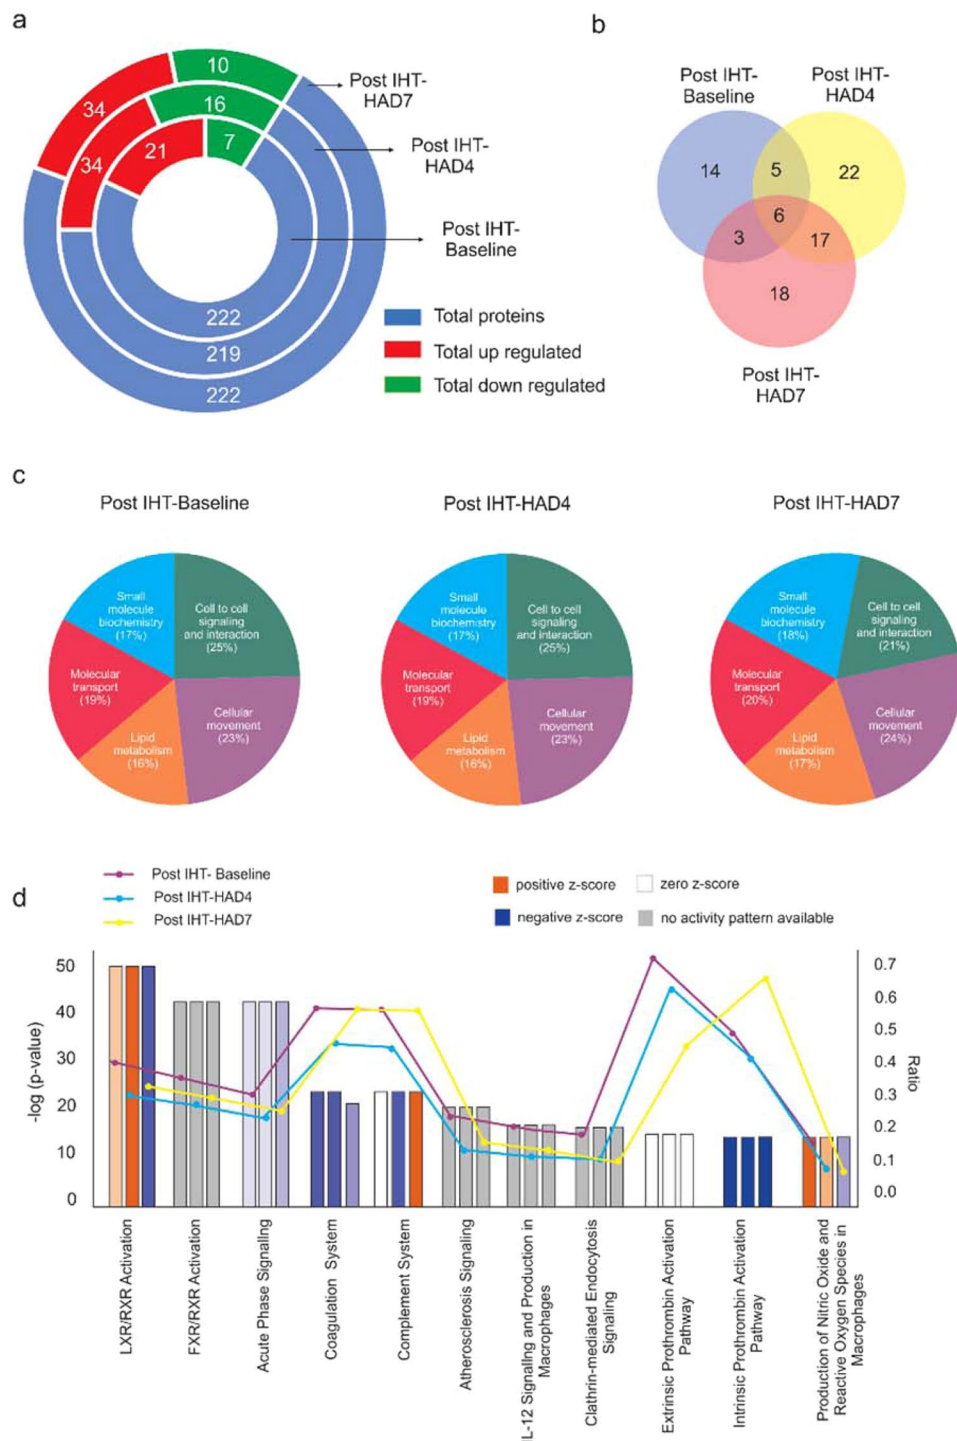 a
10
34
16
34
21
7
Post IHT-
HAD7
Post IHT-
HAD4
Post IHT-
Baseline
222
219
222
Total proteins
Total up regulated
Total down regulated
b
Post IHT-
Baseline
Post IHT-
HAD4
14
5
22
6
3
17
18
Post IHT-
HAD7
c
Post IHT-Baseline
Post IHT-HAD4
Post IHT-HAD7
Small
molecule
biochemistry
(17%)
Cell to cell
signaling
and interaction
(25%)
Molecular
transport
(19%)
Lipid
metabolism
(16%)
Cellular
movement
(23%)
Small
molecule
biochemistry
(17%)
Cell to cell
signaling
and interaction
(25%)
Molecular
transport
(19%)
Lipid
metabolism
(16%)
Cellular
movement
(23%)
Small
molecule
biochemistry
(18%)
Cell to cell
signaling
and interaction
(21%)
Molecular
transport
(20%)
Lipid
metabolism
(17%)
Cellular
movement
(24%)
d
Post IHT- Baseline
Post IHT-HAD4
Post IHT-HAD7
positive z-score
zero z-score
negative z-score
no activity pattern available
-log (p-value)
50
40
30
20
10
0
0.7
0.6
0.5
0.4
0.3
0.2
0.1
0.0
Ratio
LXR/RXR Activation
FXR/RXR Activation
Acute Phase Signaling
Coagulation System
Complement System
Atherosclerosis Signaling
IL-12 Signaling and Production in
Macrophages
Clathrin-mediated Endocytosis
Signaling
Extrinsic Prothrombin Activation
Pathway
Intrinsic Prothrombin Activation
Pathway
Production of Nitric Oxide and
Reactive Oxygen Species in
Macrophages